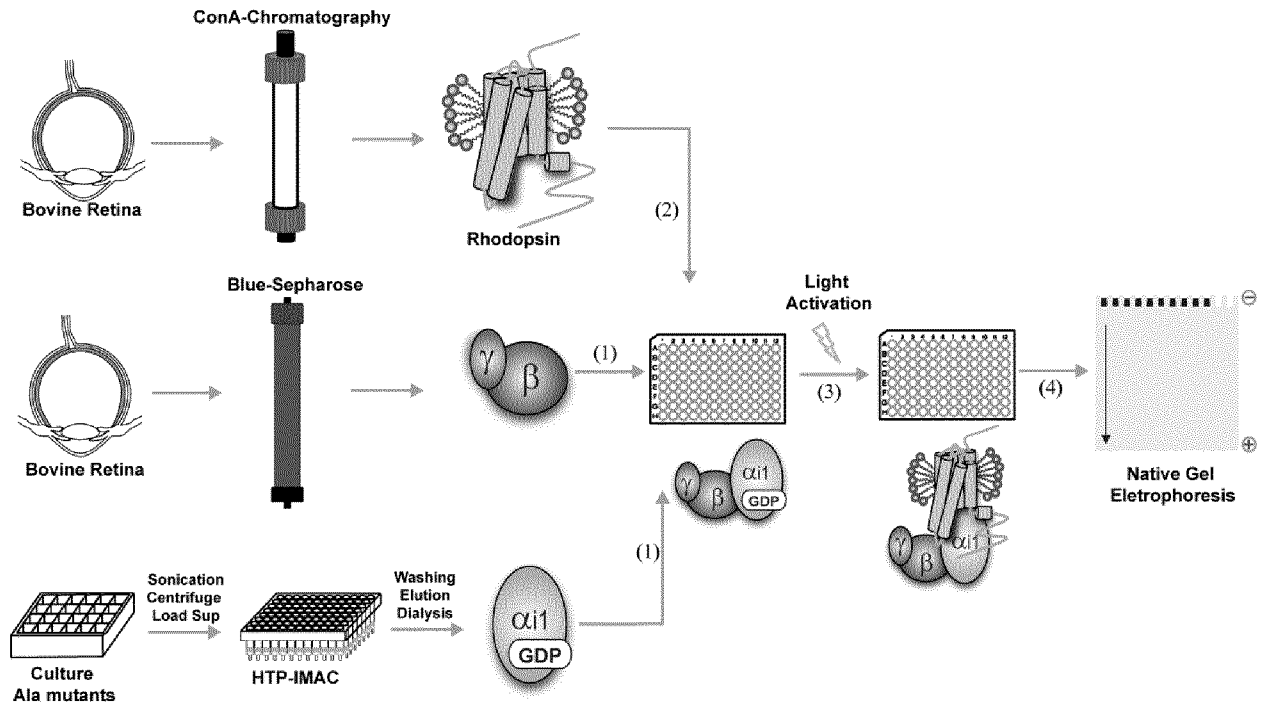 ConA-Chromatography
Bovine Retina
Rhodopsin
(2)
Blue-Sepharose
Light
Activation
γ
β
(1)
(3)
(4)
Bovine Retina
Native Gel
Eletrophoresis
γ
β
αi1
GDP
γ
β
αi1
(1)
Sonication
Centrifuge
Load Sup
Washing
Elution
Dialysis
αi1
GDP
Culture
Ala mutants
HTP-IMAC